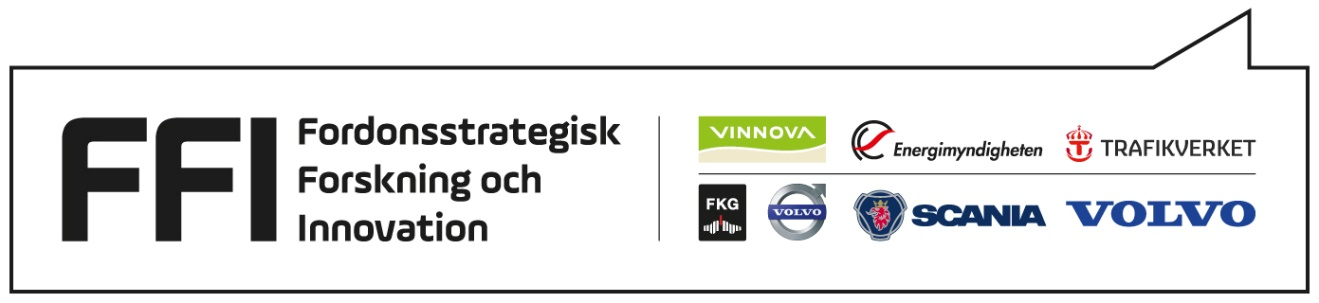 FFI
Fordonsstrategisk
Forskning och
Innovation
VINNOVA
Energimyndigheten
TRAFIKVERKET
FKG
VOLVO
SCANIA
VOLVO